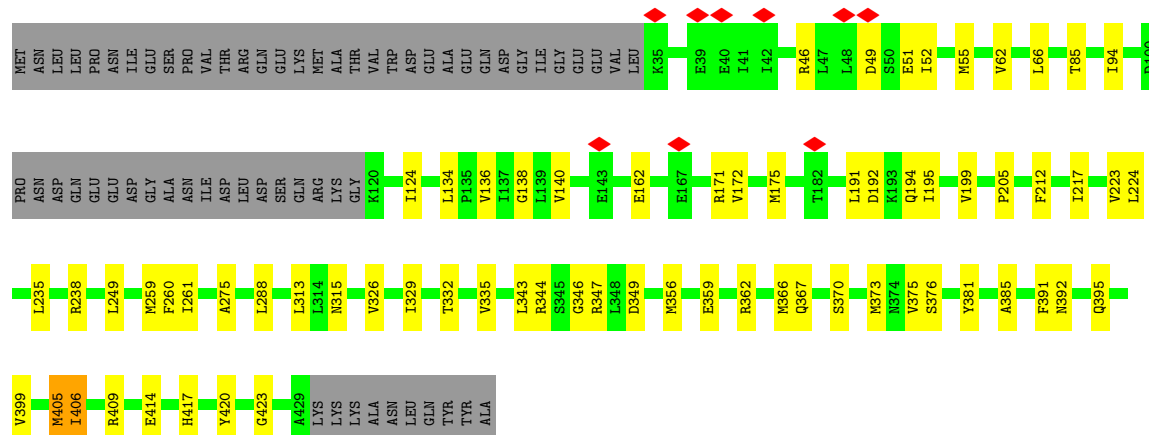 MET ASN LEU LEU PRO ASN ILE GLU SER PRO VAL THR ARG GLN GLU LYS MET ALA THR VAL TRP ASP GLU ALA GLU GLN ASP GLY ILE GLY GLU GLU VAL LEU K35 E39 E40 I41 I42 R46 L47 L48 D49 S50 E51 I52 M55 V62 L66 T85 I94 D100
PRO ASN ASP GLN GLU GLU ASP GLY ALA ASN ILE ASP LEU ASP SER GLN ARG LYS GLY K120 I124 L134 P135 V136 I137 G138 L139 V140 E143 E162 E167 R171 V172 M175 T182 L191 D192 K193 Q194 I195 V199 P205 F212 I217 V223 L224
L235 R238 L249 M259 F260 I261 A275 L288 L313 L314 N315 V326 I329 T332 V335 L343 R344 S345 G346 R347 L348 D349 M356 E359 R362 M366 Q367 S370 M373 N374 V375 S376 Y381 A385 F391 N392 Q395
V399 M405 I406 R409 E414 H417 Y420 G423 A429 LYS LYS LYS ALA ASN LEU GLN TYR TYR ALA